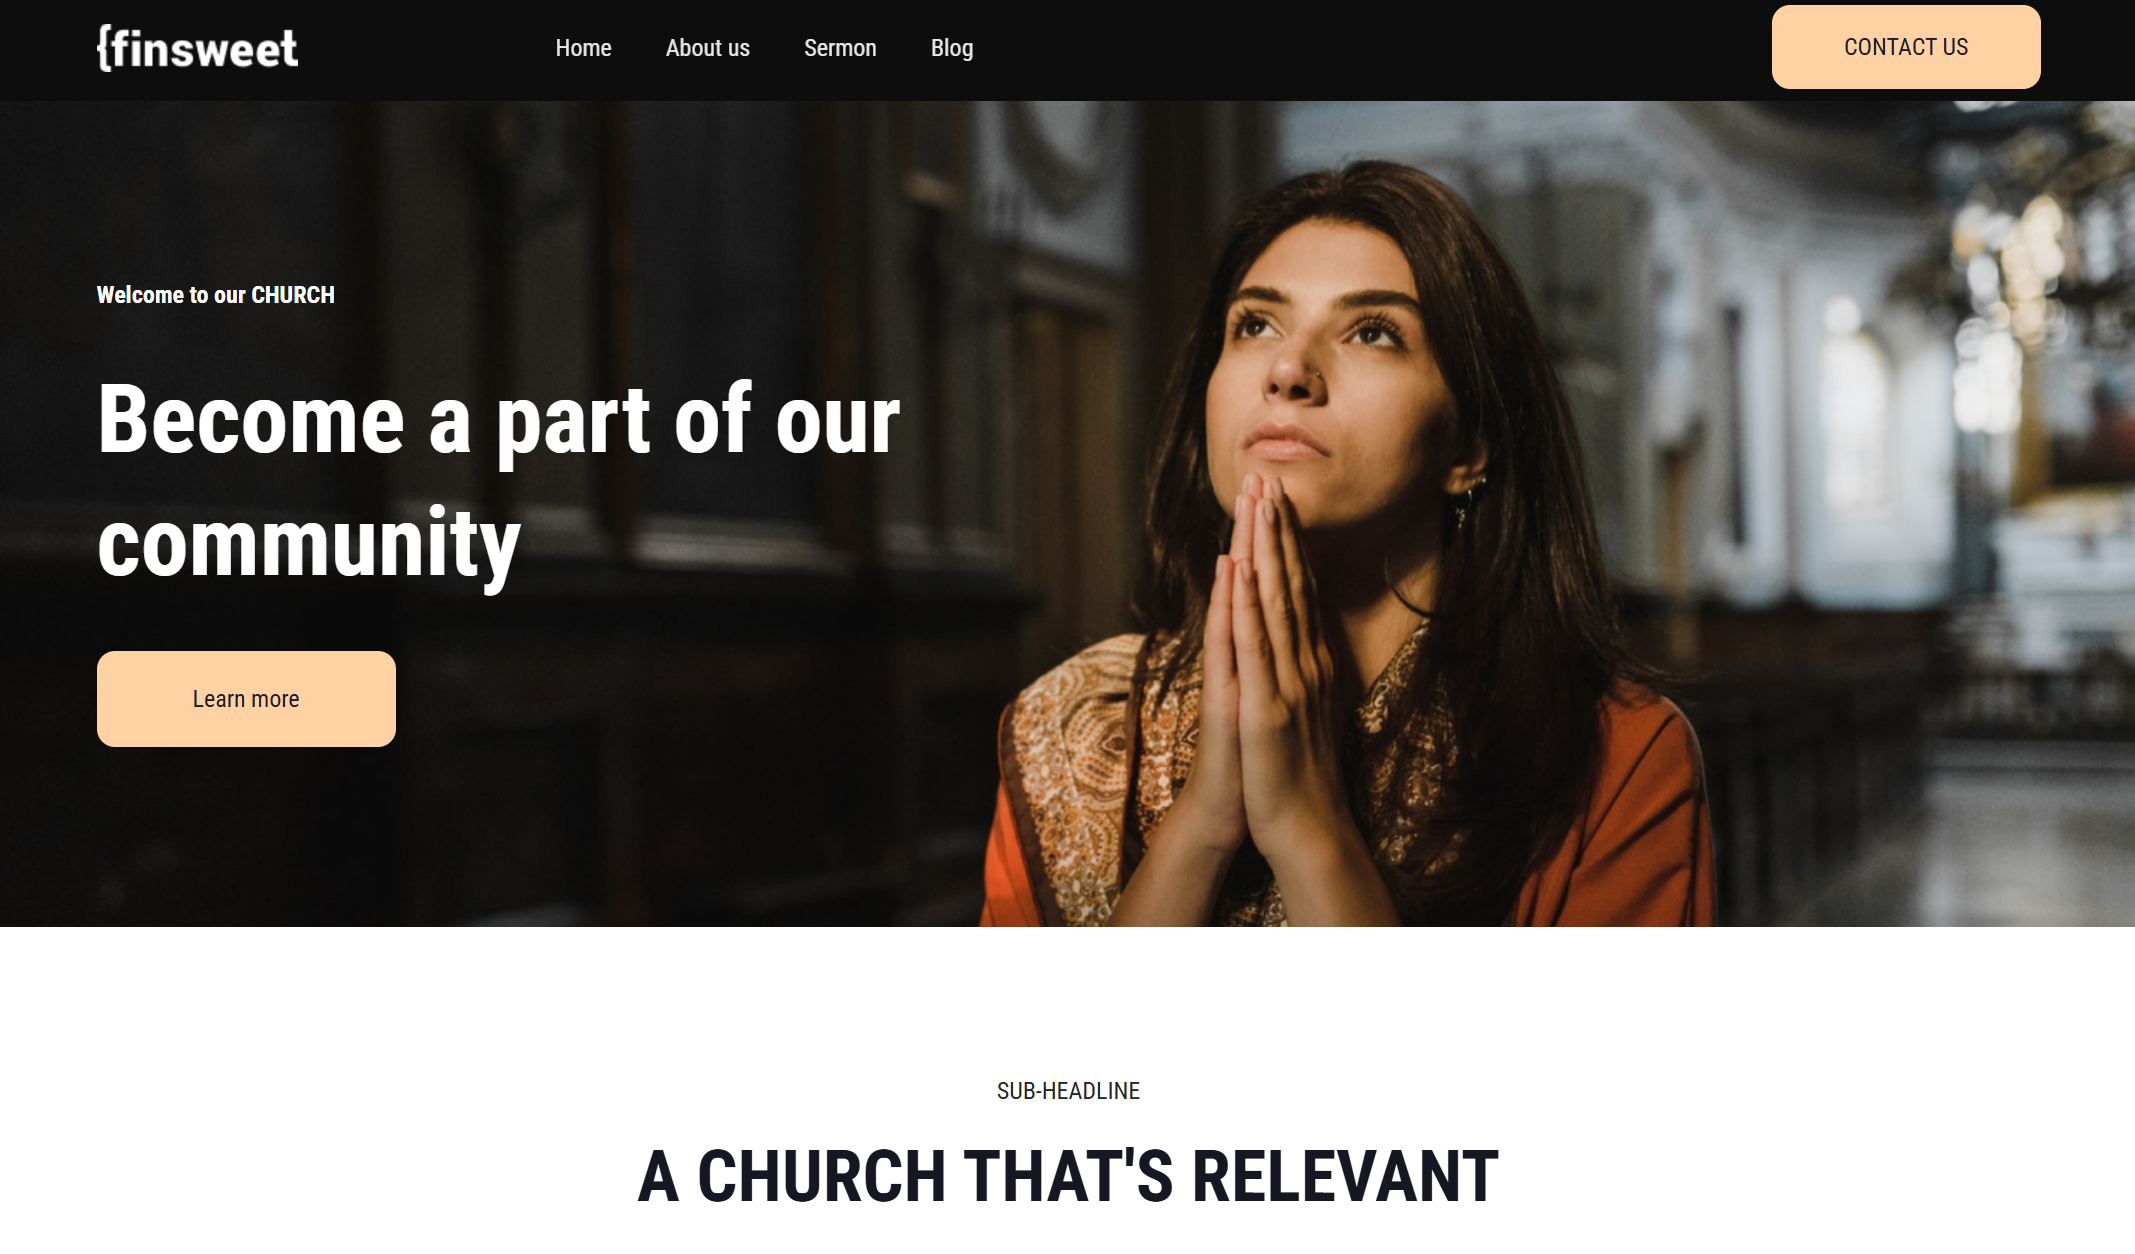 {finsweet
Home
About us
Sermon
Blog
CONTACT US
Welcome to our CHURCH
Become a part of our
community
Learn more
SUB-HEADLINE
A CHURCH THAT'S RELEVANT